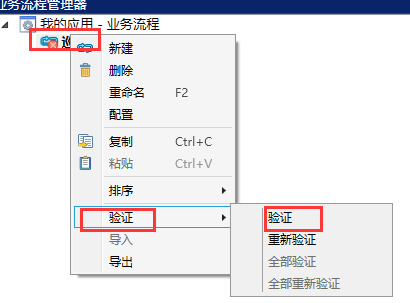 业务流程管理器
我的应用 - 业务流程
新建
删除
重命名 F2
配置
复制 Ctrl+C
粘贴 Ctrl+V
排序
验证
导入
导出
验证
重新验证
全部验证
全部重新验证